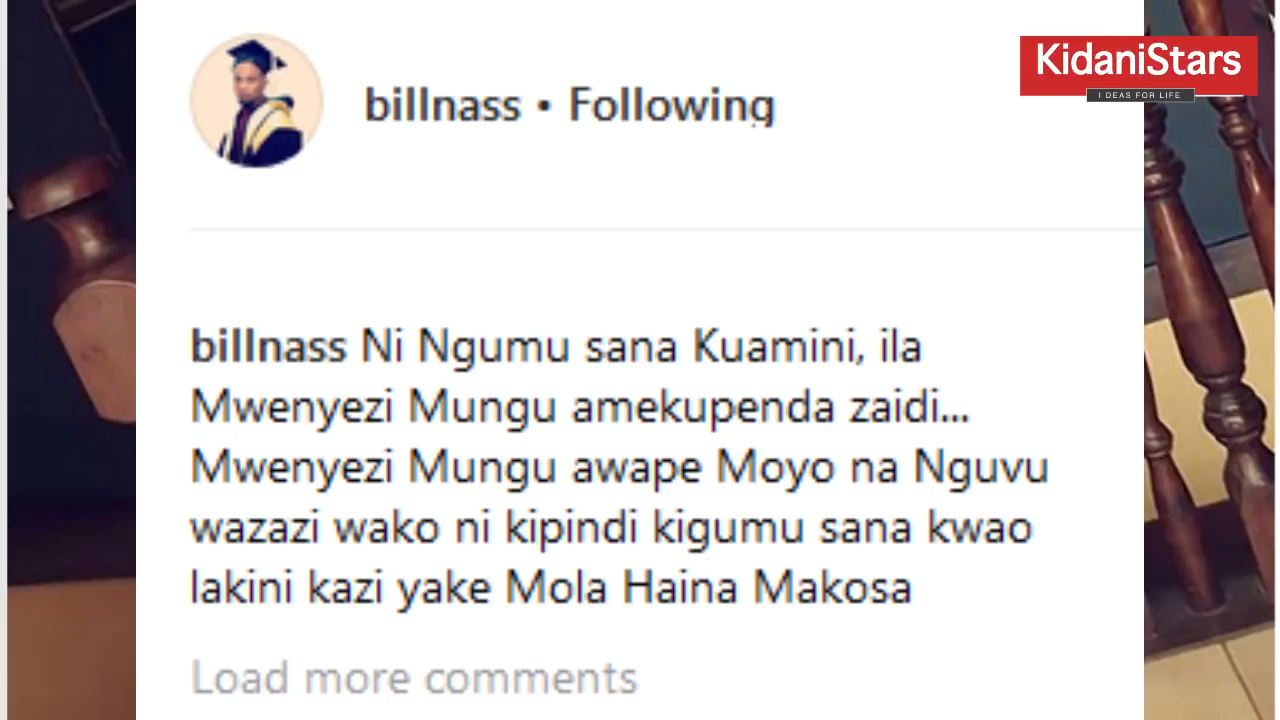 KidaniStars
IDEAS FOR LIFE
billnass • Following
billnass Ni Ngumu sana Kuamini, ila
Mwenyezi Mungu amekupenda zaidi...
Mwenyezi Mungu awape Moyo na Nguvu
wazazi wako ni kipindi kigumu sana kwao
lakini kazi yake Mola Haina Makosa
Load more comments